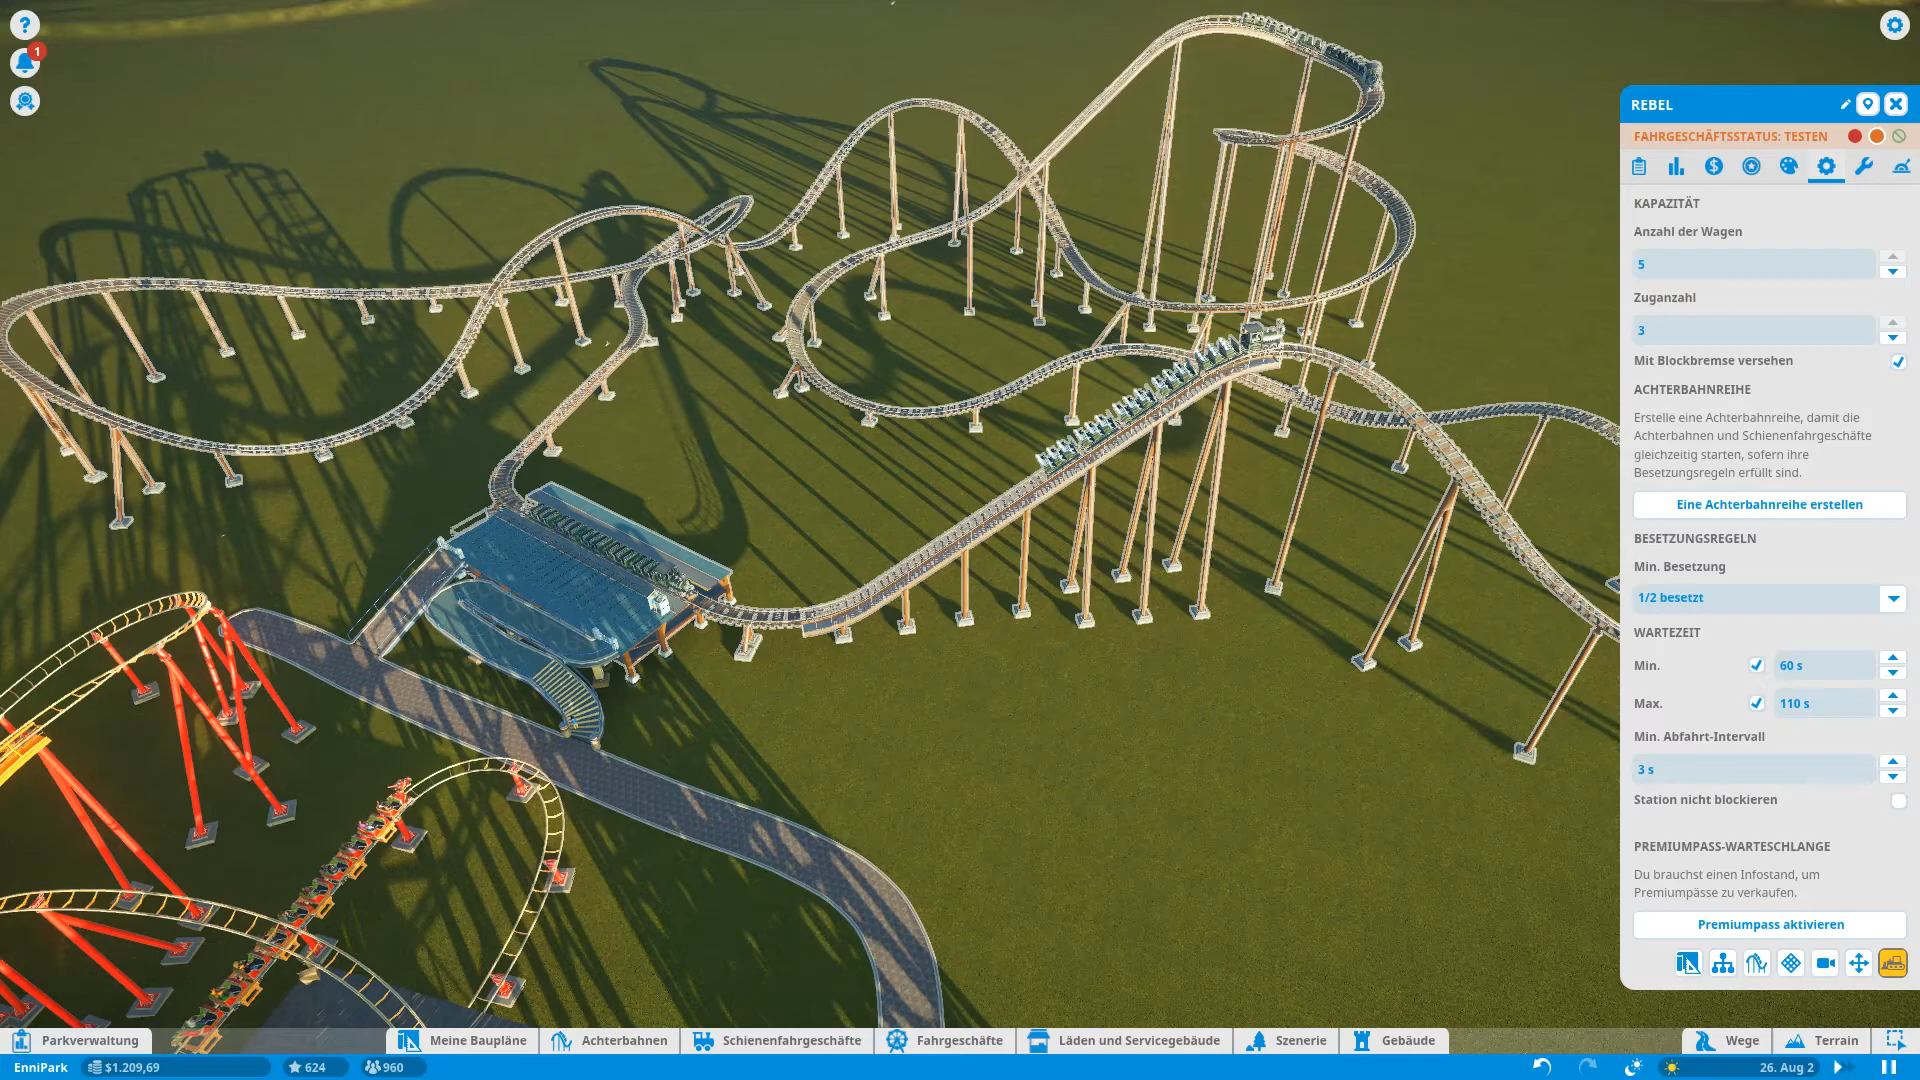 ?
1
REBEL
FAHRGESCHÄFTSSTATUS: TESTEN
KAPAZITÄT
Anzahl der Wagen
5
Zuganzahl
3
Mit Blockbremse versehen
ACHTERBAHNREIHE
Erstelle eine Achterbahnreihe, damit die
Achterbahnen und Schienenfahrgeschäfte
gleichzeitig starten, sofern ihre
Besetzungsregeln erfüllt sind.
Eine Achterbahnreihe erstellen
BESETZUNGSREGELN
Min. Besetzung
1/2 besetzt
WARTEZEIT
Min. 60 s
Max. 110 s
Min. Abfahrt-Intervall
3 s
Station nicht blockieren
PREMIUMPASS-WARTESCHLANGE
Du brauchst einen Infostand, um
Premiumpässe zu verkaufen.
Premiumpass aktivieren
Parkverwaltung Meine Baupläne Achterbahnen Schienenfahrgeschäfte Fahrgeschäfte Läden und Servicegebäude Szenerie Gebäude Wege Terrain
EnniPark $1.209,69 624 960 26. Aug 2